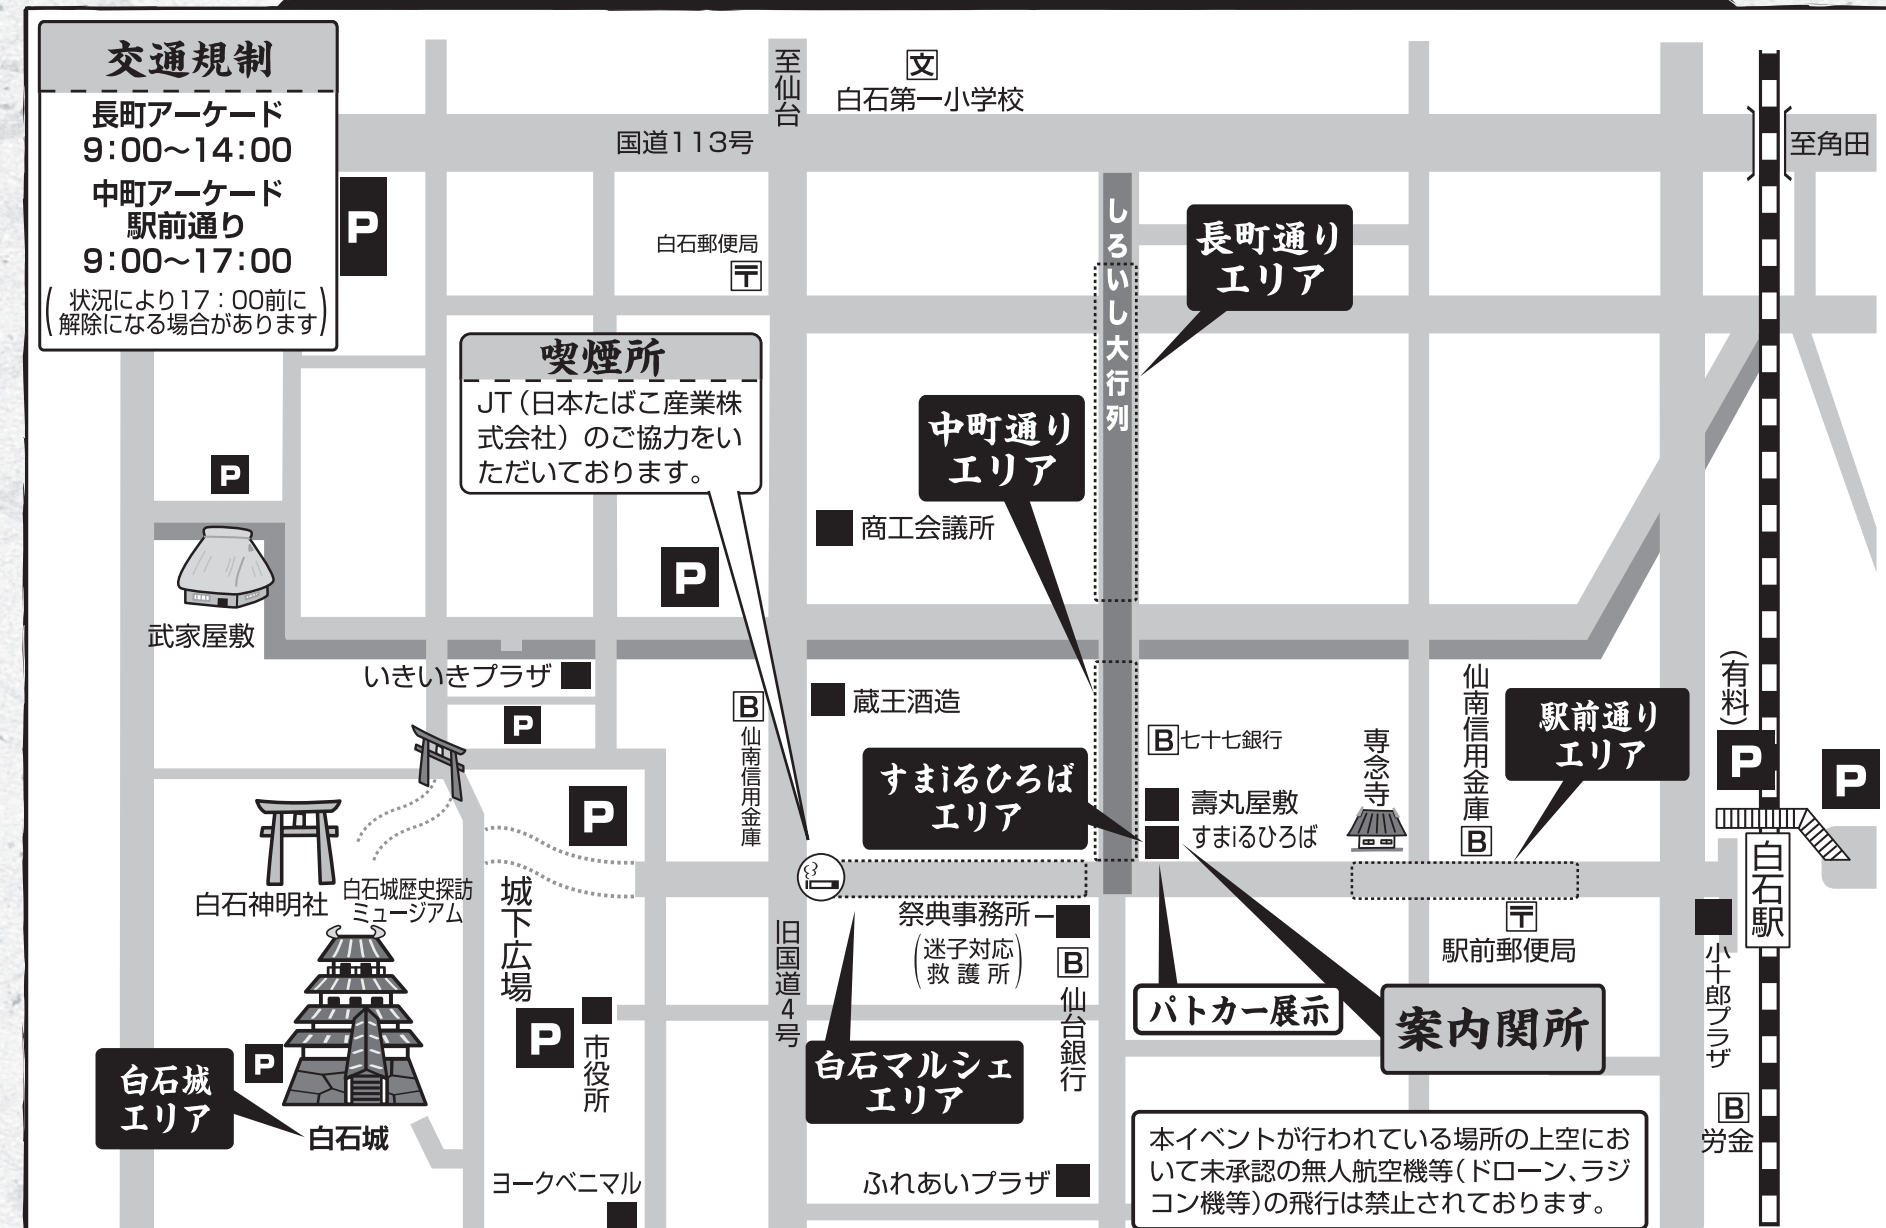 交通規制
長町アーケード
9:00〜14:00
中町アーケード
駅前通り
9:00〜17:00
(状況により17：00前に
解除になる場合があります)
至仙台
文
白石第一小学校
国道113号
至角田
P
白石郵便局
〒
しろいし大行列
長町通り
エリア
喫煙所
JT(日本たばこ産業株
式会社)のご協力をい
ただいております。
中町通り
エリア
P
商工会議所
P
武家屋敷
いきいきプラザ
P
B
仙南信用金庫
蔵王酒造
B七十七銀行
専念寺
仙南信用金庫
B
駅前通り
エリア
(有料)
P
P
すまiるひろば
エリア
壽丸屋敷
すまiるひろば
P
白石神明社
白石城歴史探訪
ミュージアム
城下広場
白石駅
祭典事務所
(迷子対応
救護所)
〒
駅前郵便局
旧国道4号
B
仙台銀行
パトカー展示
案内関所
小十郎プラザ
P
市役所
P
白石城
エリア
白石城
白石マルシェ
エリア
B
労金
ヨークベニマル
ふれあいプラザ
本イベントが行われている場所の上空にお
いて未承認の無人航空機等(ドローン、ラジ
コン機等)の飛行は禁止されております。